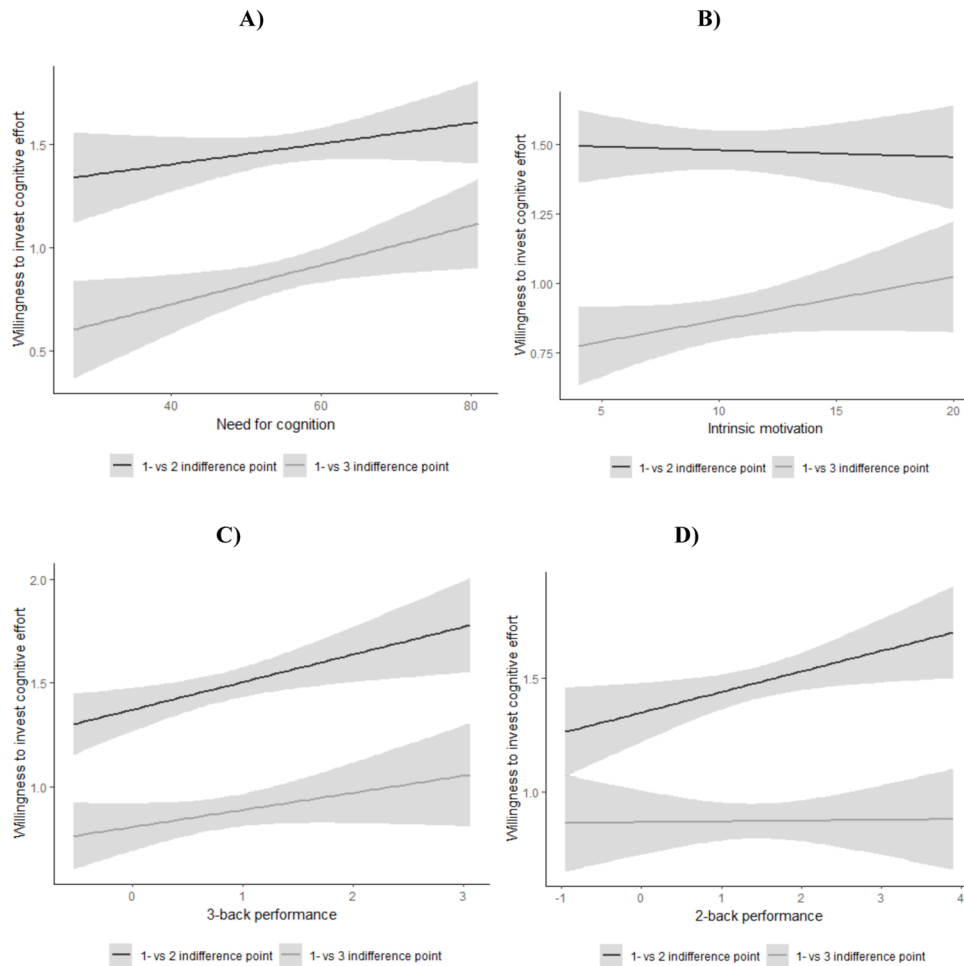 A)
Willingness to invest cognitive effort
1.5
1.0
0.5
40
60
80
Need for cognition
1- vs 2 indifference point
1- vs 3 indifference point
B)
Willingness to invest cognitive effort
1.50
1.25
1.00
0.75
5
10
15
20
Intrinsic motivation
1- vs 2 indifference point
1- vs 3 indifference point
C)
Willingness to invest cognitive effort
2.0
1.5
1.0
0
1
2
3
3-back performance
1- vs 2 indifference point
1- vs 3 indifference point
D)
Willingness to invest cognitive effort
1.5
1.0
-1
0
1
2
3
4
2-back performance
1- vs 2 indifference point
1- vs 3 indifference point